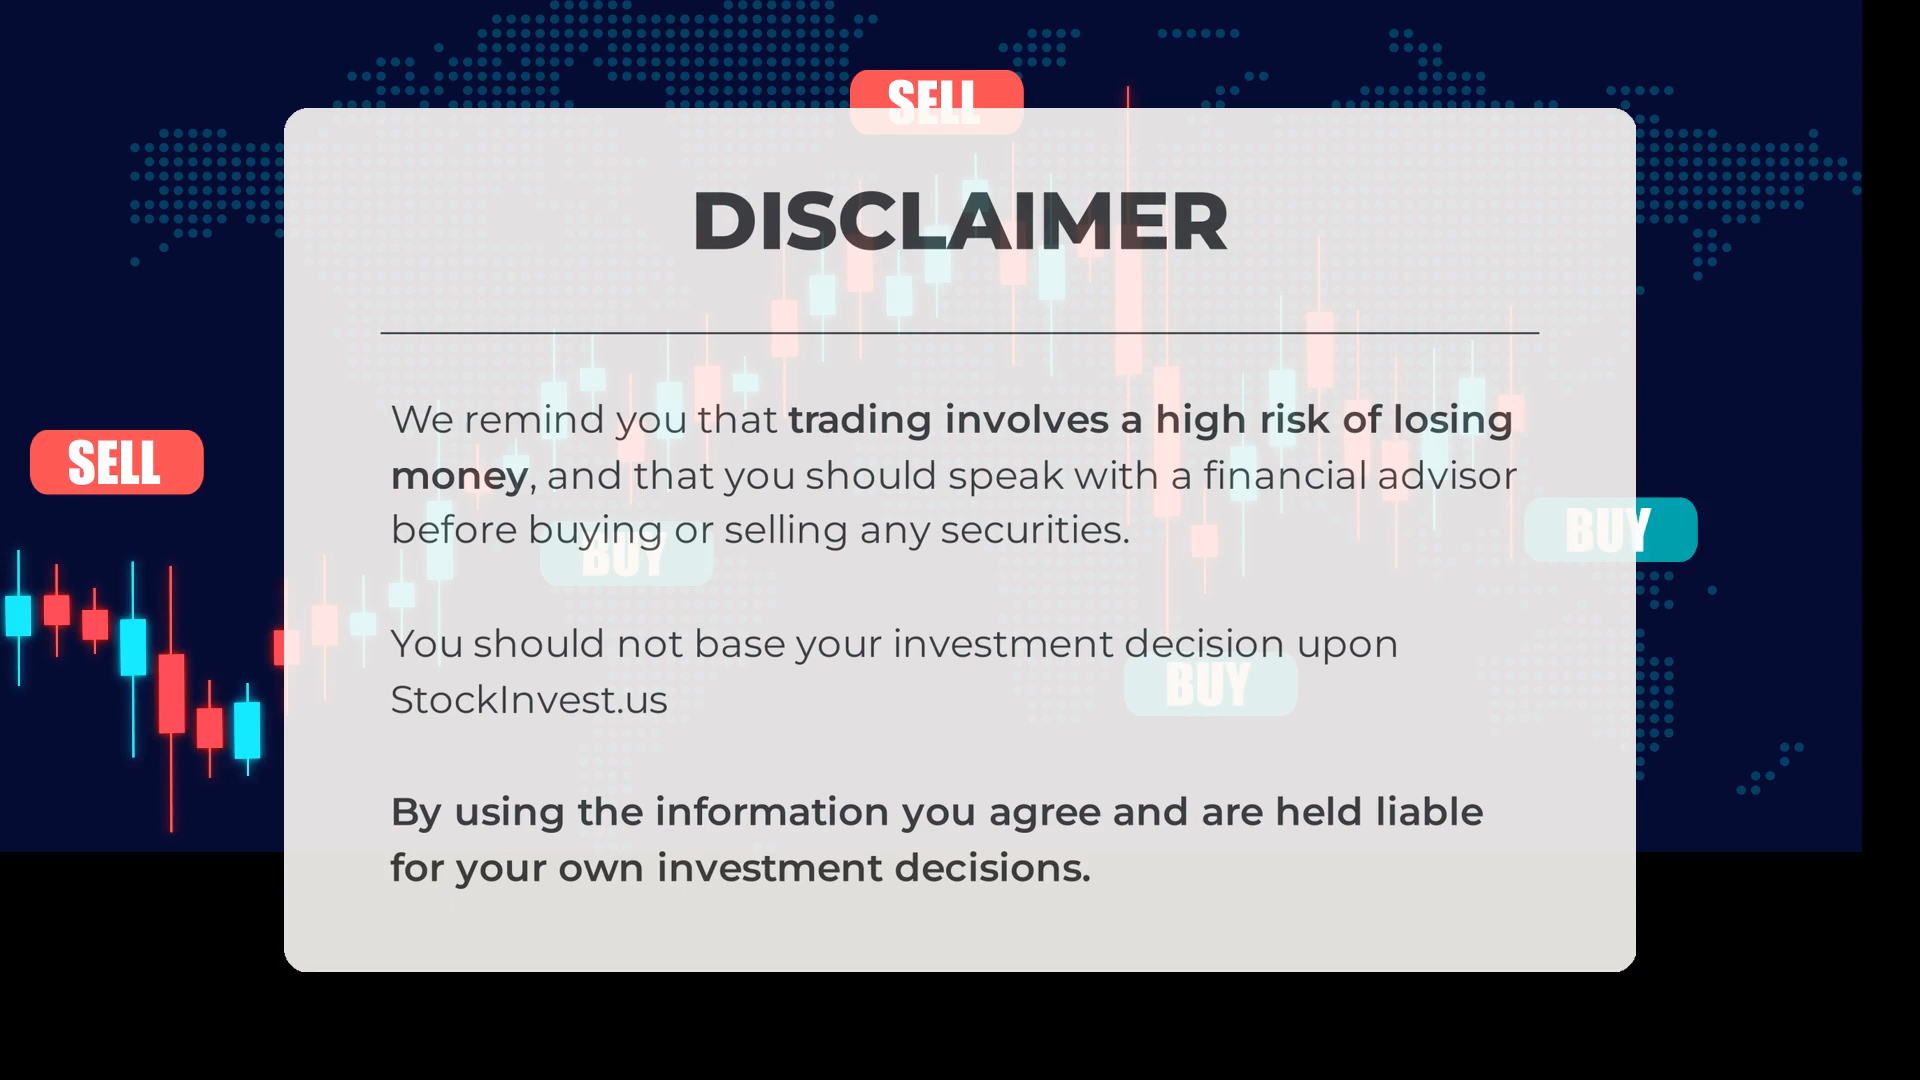 SELL
DISCLAIMER
We remind you that trading involves a high risk of losing
money, and that you should speak with a financial advisor
before buying or selling any securities.
SELL
BUY
BUY
You should not base your investment decision upon
StockInvest.us
BUY
By using the information you agree and are held liable
for your own investment decisions.